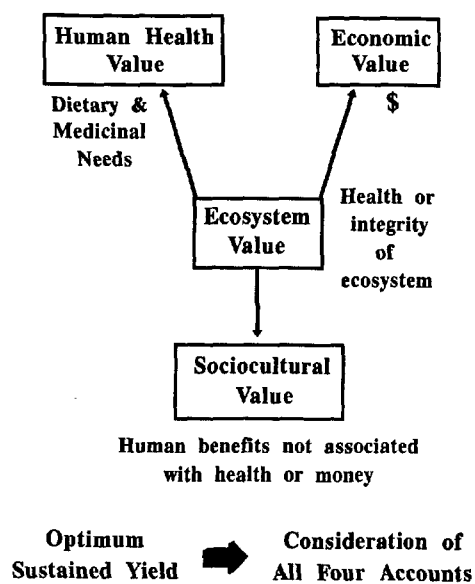 Human Health
Value
Economic
Value
Dietary &
Medicinal
Needs
$
Ecosystem
Value
Health or
integrity
of
ecosystem
Sociocultural
Value
Human benefits not associated
with health or money
Optimum
Sustained Yield
Consideration of
All Four Accounts